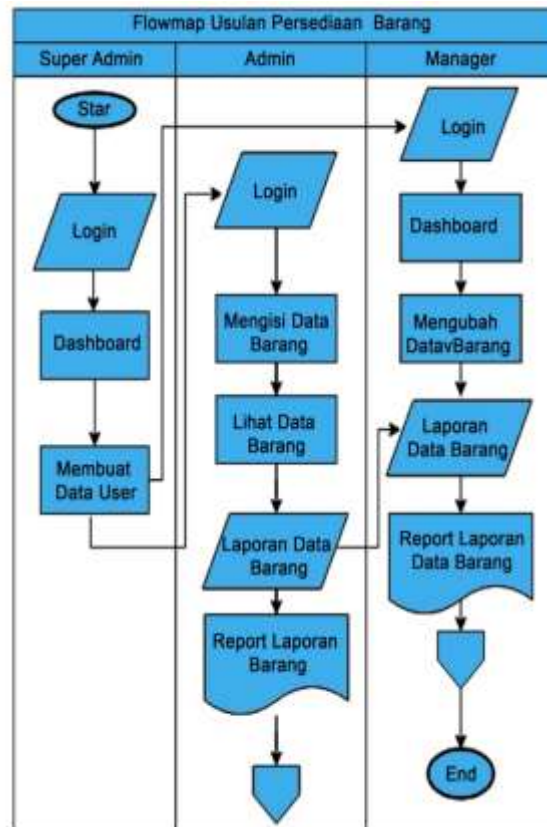 Flowmap Usulan Persediaan Barang
Super Admin
Admin
Manager
Star
Login
Dashboard
Membuat
Data User
Login
Mengisi Data
Barang
Lihat Data
Barang
Laporan Data
Barang
Report Laporan
Barang
Login
Dashboard
Mengubah
DatavBarang
Laporan
Data Barang
Report Laporan
Data Barang
End